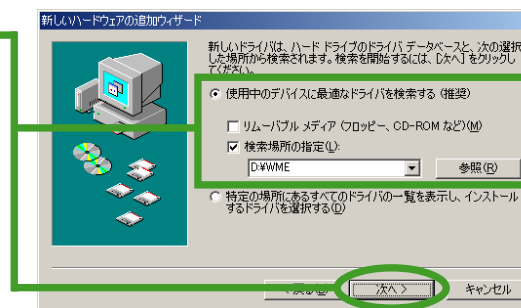 新しいハードウェアの追加ウィザード
新しいドライバは、ハード ドライブのドライバ データベースと、次の選択
した場所から検索されます。検索を開始するには、[次へ] をクリックし
てください。
使用中のデバイスに最適なドライバを検索する (推奨)
リムーバブル メディア (フロッピー、CD-ROM など)(M)
検索場所の指定(L):
D:¥WME
参照(R)
特定の場所にあるすべてのドライバの一覧を表示し、インストール
するドライバを選択する(D)
次へ >
キャンセル